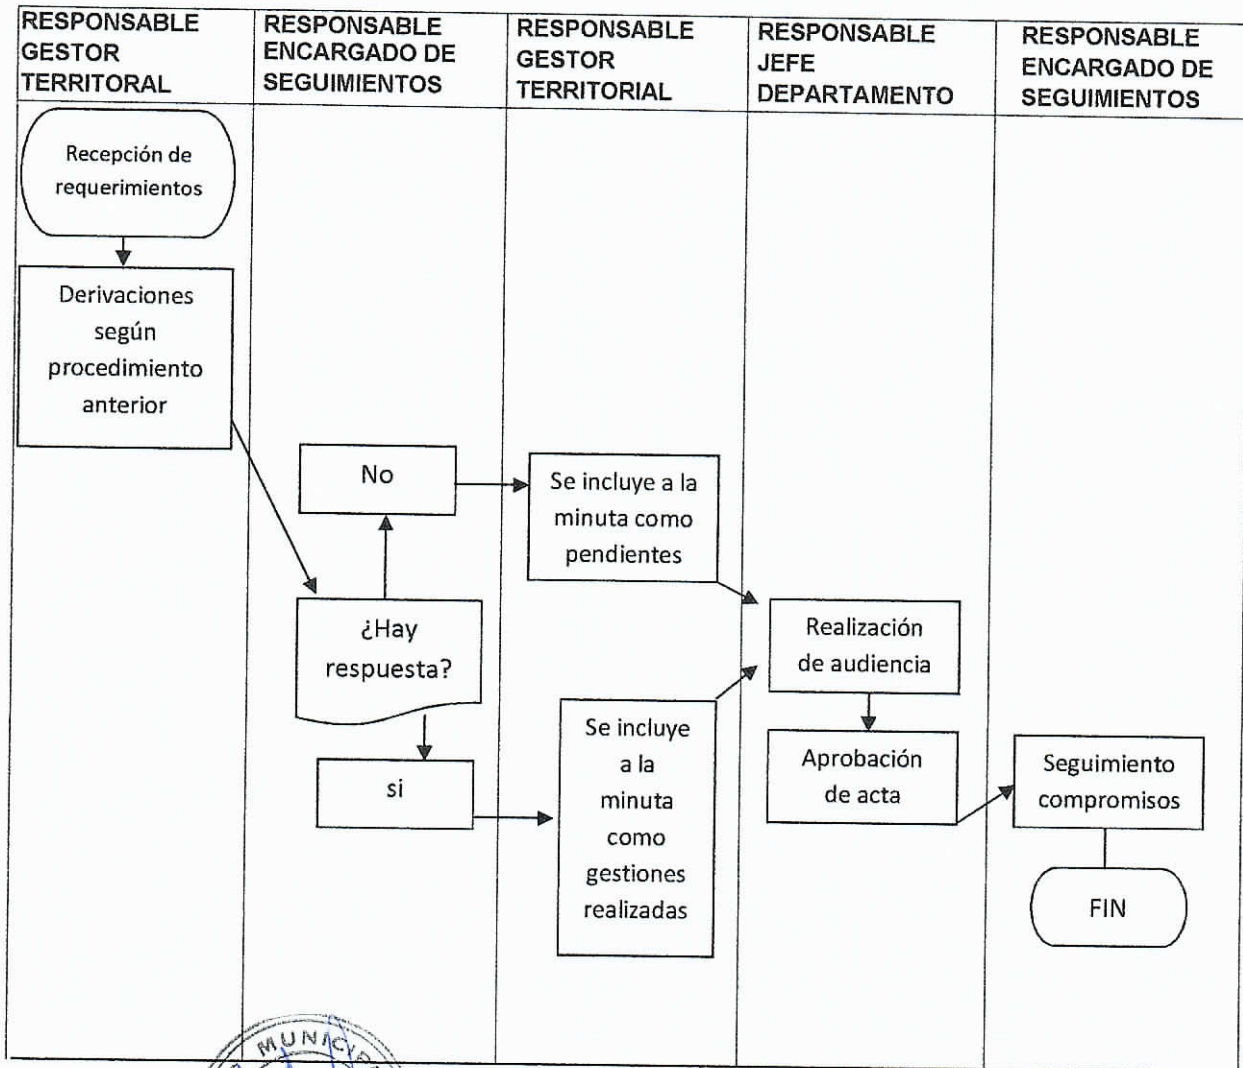 RESPONSABLE
GESTOR
TERRITORAL
RESPONSABLE
ENCARGADO DE
SEGUIMIENTOS
RESPONSABLE
GESTOR
TERRITORIAL
RESPONSABLE
JEFE
DEPARTAMENTO
RESPONSABLE
ENCARGADO DE
SEGUIMIENTOS
Recepción de
requerimientos
Derivaciones
según
procedimiento
anterior
No
¿Hay
respuesta?
si
Se incluye a la
minuta como
pendientes
Se incluye
a la
minuta
como
gestiones
realizadas
Realización
de audiencia
Aprobación
de acta
Seguimiento
compromisos
FIN